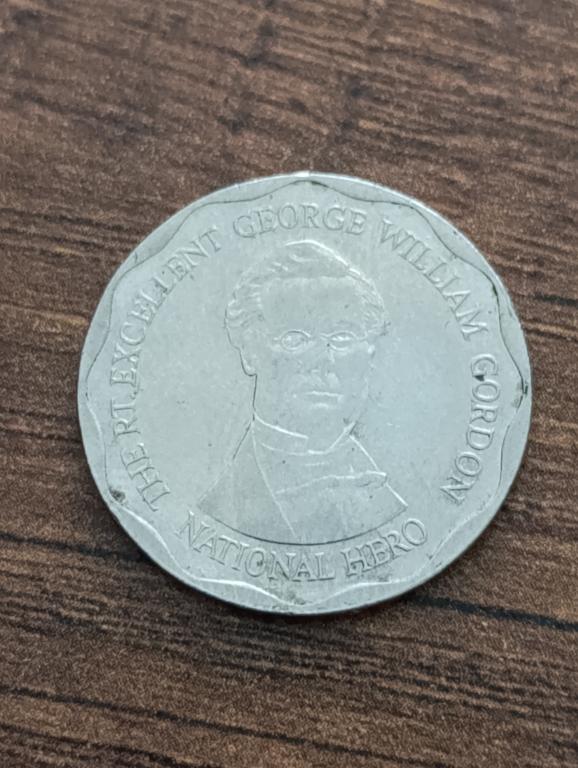 THE RT. EXCELLENT GEORGE WILLIAM GORDON
NATIONAL HERO